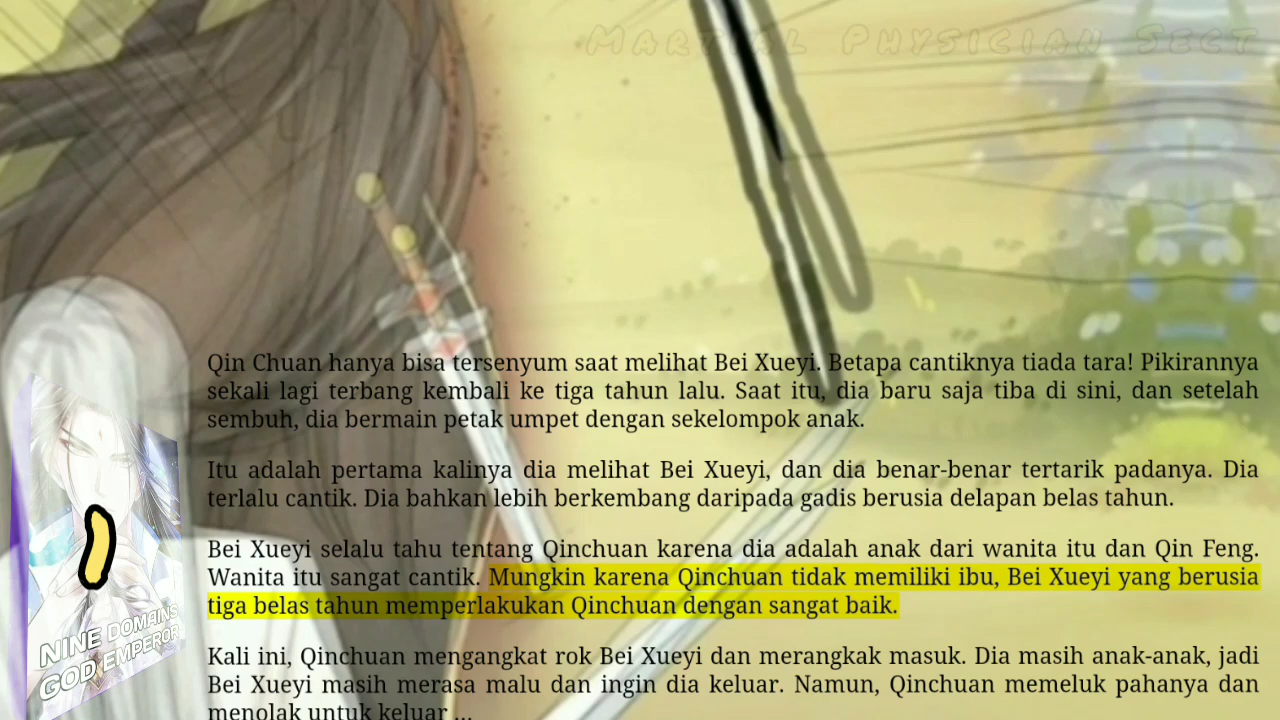 MARTIAL PHYSICIAN SECT
Qin Chuan hanya bisa tersenyum saat melihat Bei Xueyi. Betapa cantiknya tiada tara! Pikirannya
sekali lagi terbang kembali ke tiga tahun lalu. Saat itu, dia baru saja tiba di sini, dan setelah
sembuh, dia bermain petak umpet dengan sekelompok anak.
Itu adalah pertama kalinya dia melihat Bei Xueyi, dan dia benar-benar tertarik padanya. Dia
terlalu cantik. Dia bahkan lebih berkembang daripada gadis berusia delapan belas tahun.
Bei Xueyi selalu tahu tentang Qinchuan karena dia adalah anak dari wanita itu dan Qin Feng.
Wanita itu sangat cantik. Mungkin karena Qinchuan tidak memiliki ibu, Bei Xueyi yang berusia
tiga belas tahun memperlakukan Qinchuan dengan sangat baik.
Kali ini, Qinchuan mengangkat rok Bei Xueyi dan merangkak masuk. Dia masih anak-anak, jadi
Bei Xueyi masih merasa malu dan ingin dia keluar. Namun, Qinchuan memeluk pahanya dan
menolak untuk keluar ...
NINE DOMAINS
GOD EMPEROR